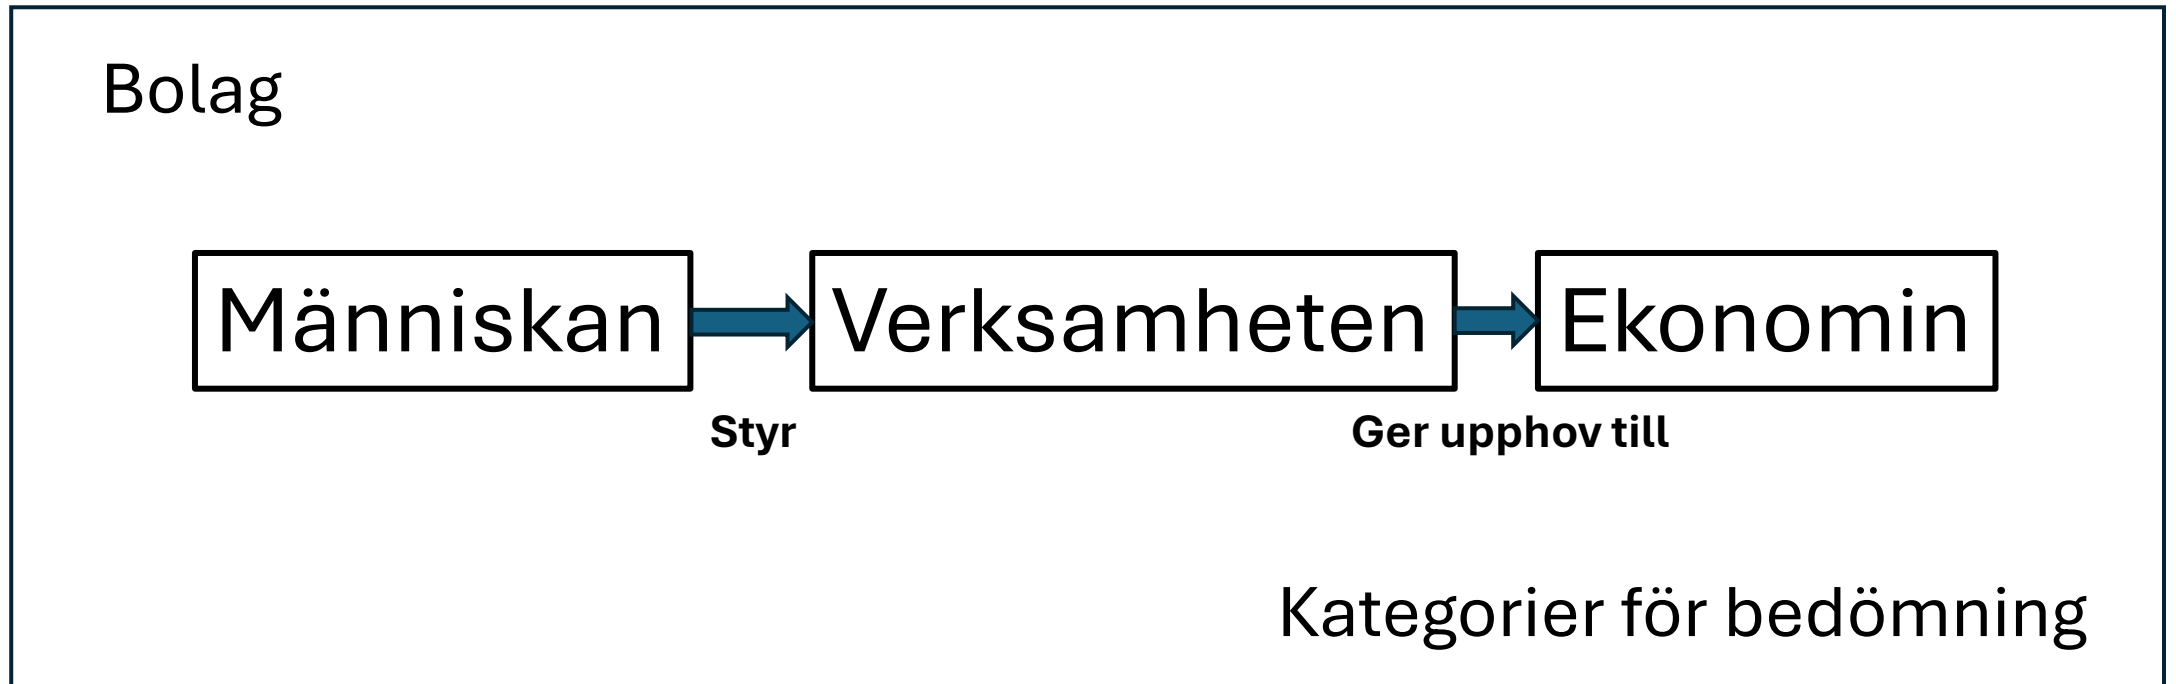 Bolag
Människan Verksamheten Ekonomin
Styr Ger upphov till
Kategorier för bedömning